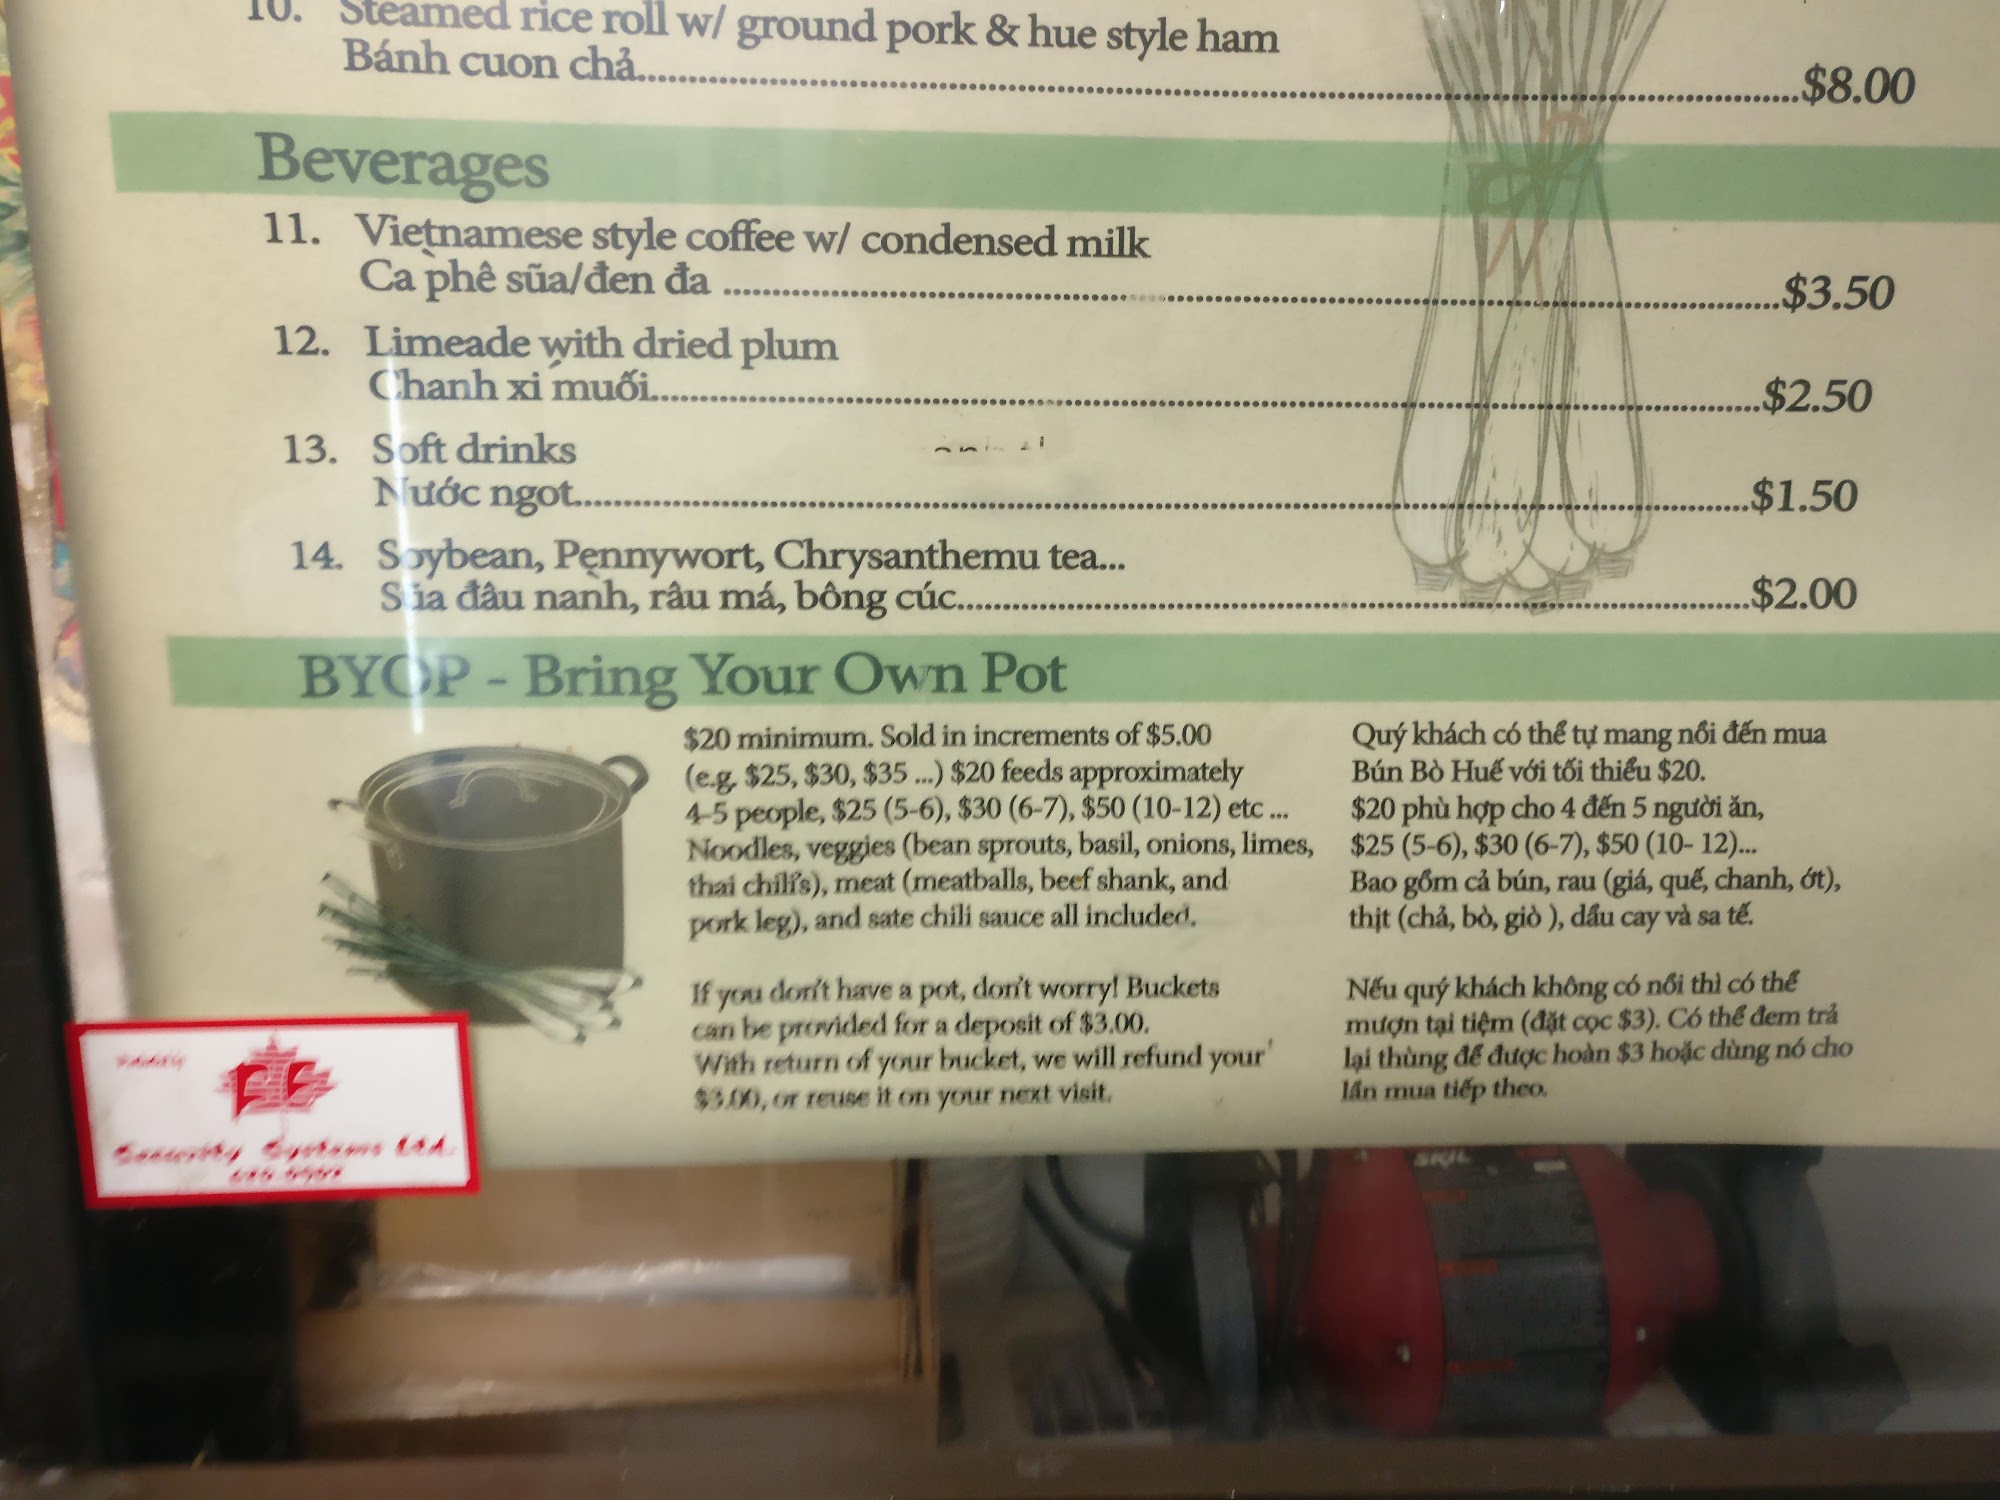 10. Steamed rice roll w/ ground pork & hue style ham
Bánh cuon chả.....$8.00
Beverages
11. Vietnamese style coffee w/ condensed milk
Ca phê sũa/đen đa .....$3.50
12. Limeade with dried plum
Chanh xi muối.....$2.50
13. Soft drinks
Nước ngot.....$1.50
14. Soybean, Pennywort, Chrysanthemu tea...
Sũa đâu nanh, râu má, bông cúc.....$2.00
BYOP - Bring Your Own Pot
$20 minimum. Sold in increments of $5.00
(e.g. $25, $30, $35 ...) $20 feeds approximately
4-5 people, $25 (5-6), $30 (6-7), $50 (10-12) etc ...
Noodles, veggies (bean sprouts, basil, onions, limes,
thai chili's), meat (meatballs, beef shank, and
pork leg), and sate chili sauce all included.
If you don't have a pot, don't worry! Buckets
can be provided for a deposit of $3.00.
With return of your bucket, we will refund your
$3.00, or reuse it on your next visit.
Quý khách có thể tự mang nồi đến mua
Bún Bò Huế với tối thiểu $20.
$20 phù hợp cho 4 đến 5 người ăn,
$25 (5-6), $30 (6-7), $50 (10- 12)...
Bao gồm cả bún, rau (giá, quế, chanh, ớt),
thịt (chả, bò, giò ), dầu cay và sa tế.
Nếu quý khách không có nồi thì có thể
mượn tại tiệm (đặt cọc $3). Có thể đem trả
lại thùng để được hoàn $3 hoặc dùng nó cho
lần mua tiếp theo.
Security Systems Ltd.
SKIL